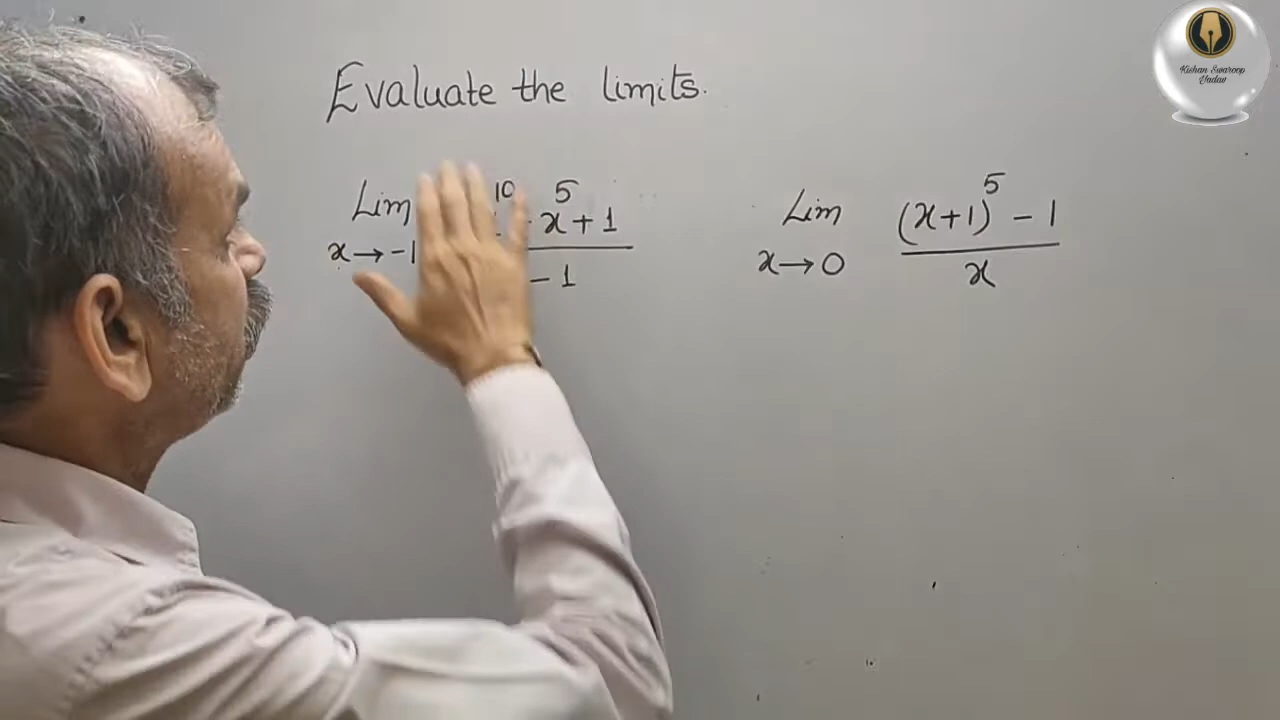 Evaluate the limits.
Lim x→-1 10 5 x+1 / -1
Lim x→0 (x+1)^5 - 1 / x
Kishan Swaroop
Yadav